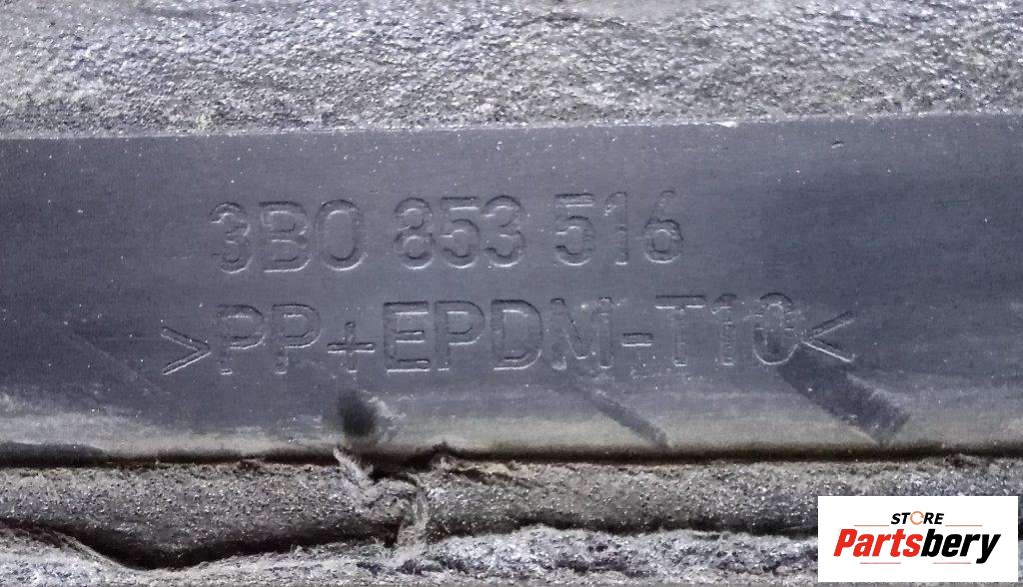 3B0 853 516
>PP+EPDM-T10<
STORE
Partsbery